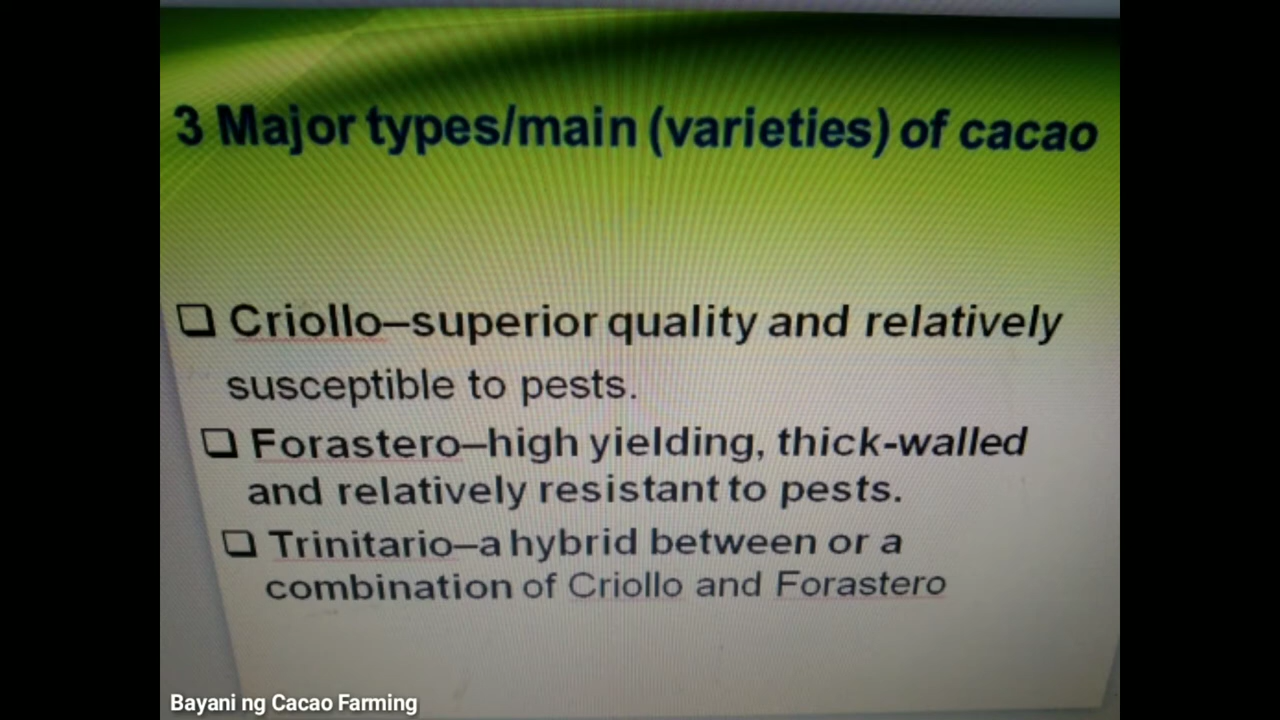 3 Major types/main (varieties) of cacao
❑ Criollo–superior quality and relatively
susceptible to pests.
❑ Forastero–high yielding, thick-walled
and relatively resistant to pests.
❑ Trinitario–a hybrid between or a
combination of Criollo and Forastero
Bayani ng Cacao Farming